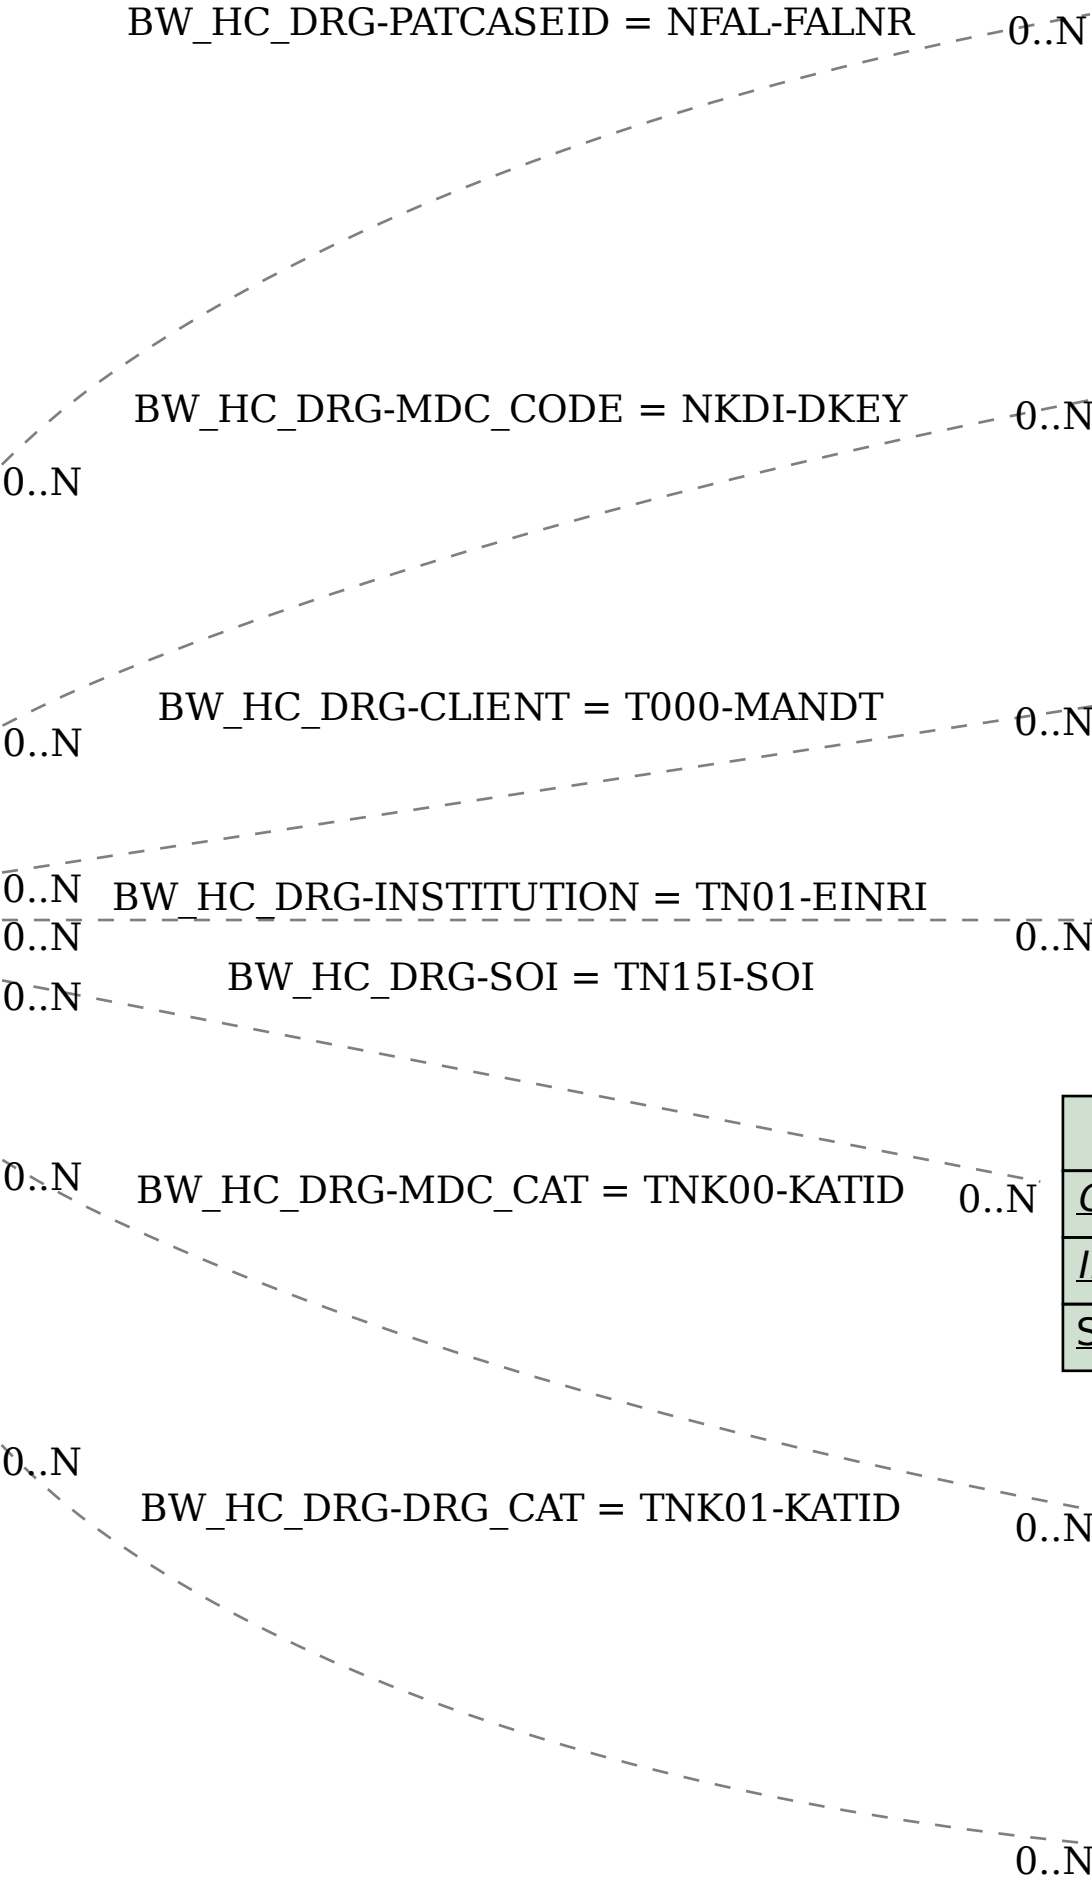 BW_HC_DRG-PATCASEID = NFAL-FALNR
0..N
BW_HC_DRG-MDC_CODE = NKDI-DKEY
0..N
0..N
BW_HC_DRG-CLIENT = T000-MANDT
0..N
0..N
0..N
BW_HC_DRG-INSTITUTION = TN01-EINRI
0..N
0..N
BW_HC_DRG-SOI = TN15I-SOI
0..N
0..N
BW_HC_DRG-MDC_CAT = TNK00-KATID
0..N
0..N
BW_HC_DRG-DRG_CAT = TNK01-KATID
0..N
0..N